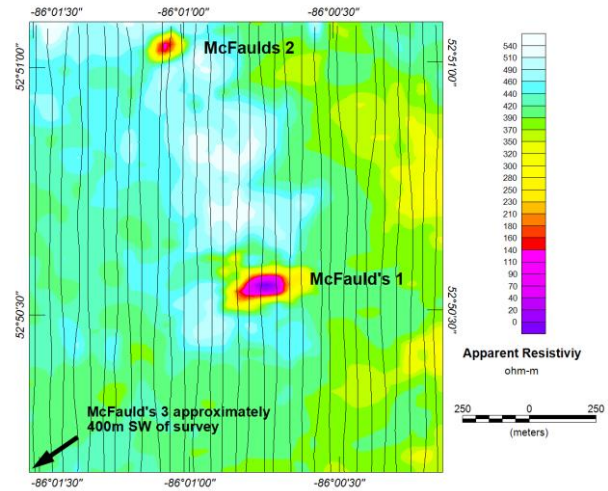 -86°01'30" -86°01'00" -86°00'30"
McFaulds 2
52°51'00" 52°51'00"
McFauld's 1
52°50'30" 52°50'30"
McFauld's 3 approximately
400m SW of survey
-86°01'30" -86°01'00" -86°00'30"
540
510
490
460
440
420
390
370
350
320
300
280
250
230
210
180
160
140
110
90
70
40
20
0
Apparent Resistiviy
ohm-m
250 0 250
(meters)